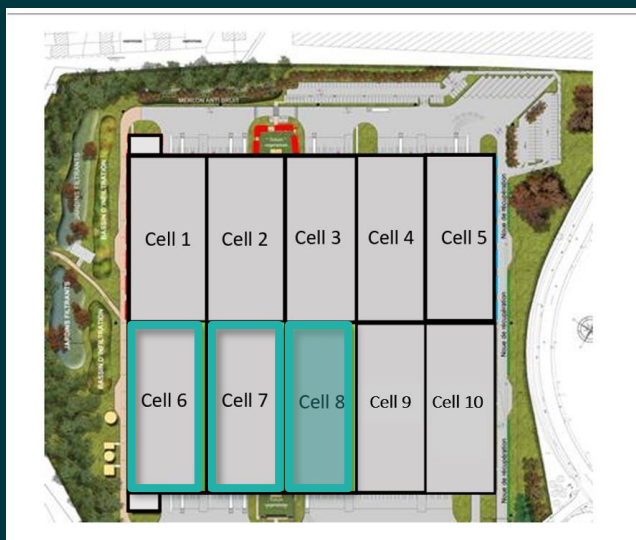 MERLON ANTI BRUIT
Toiture
végétalisée
JARDINS FILTRANTS
BASSIN D'INFILTRATION
Noue de récupération
Cell 1
Cell 2
Cell 3
Cell 4
Cell 5
JARDINS FILTRANTS
BASSIN D'INFILTRATION
Noue de récupération
Cell 6
Cell 7
Cell 8
Cell 9
Cell 10
Noue de récupération